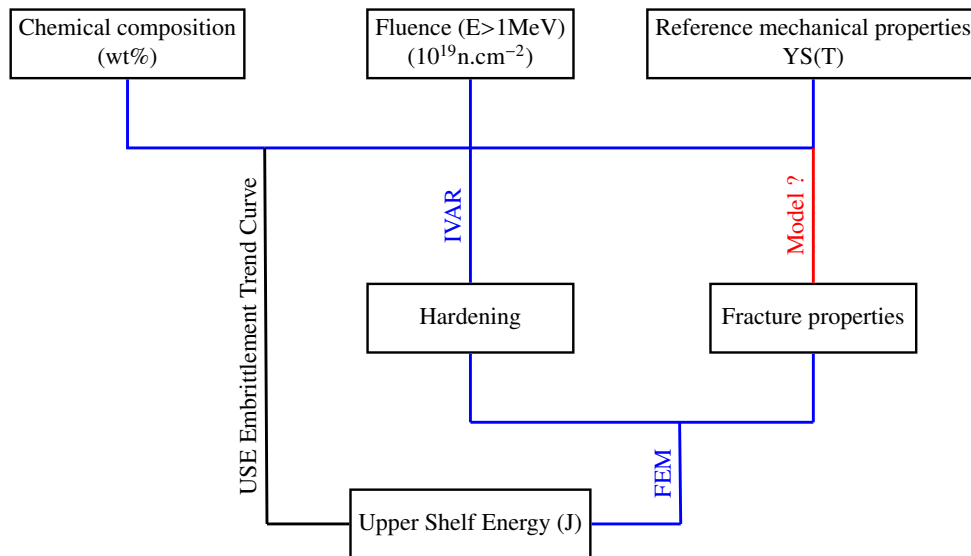 Chemical composition
(wt%)
Fluence (E>1MeV)
(10¹⁹n.cm⁻²)
Reference mechanical properties
YS(T)
USE Embrittlement Trend Curve
IVAR
Model ?
Hardening
Fracture properties
FEM
Upper Shelf Energy (J)